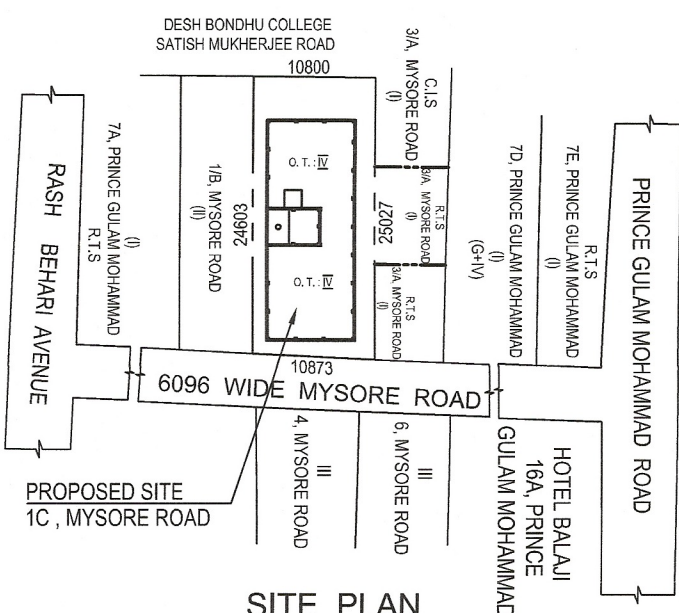 DESH BONDHU COLLEGE
SATISH MUKHERJEE ROAD
10800
3/A, MYSORE ROAD
(I)
C.I.S
RASH BEHARI AVENUE
7A, PRINCE GULAM MOHAMMAD
(I)
R.T.S
1/B, MYSORE ROAD
(II)
24603
O. T. : IV
O. T. : IV
25027
R.T.S
3/A, MYSORE ROAD
(I)
R.T.S
3/A, MYSORE ROAD
(I)
7D, PRINCE GULAM MOHAMMAD
(I)
(G+IV)
7E, PRINCE GULAM MOHAMMAD
(I)
R.T.S
PRINCE GULAM MOHAMMAD ROAD
10873
6096 WIDE MYSORE ROAD
PROPOSED SITE
1C , MYSORE ROAD
III
4, MYSORE ROAD
III
6, MYSORE ROAD
HOTEL BALAJI
16A, PRINCE
GULAM MOHAMMAD
SITE PLAN